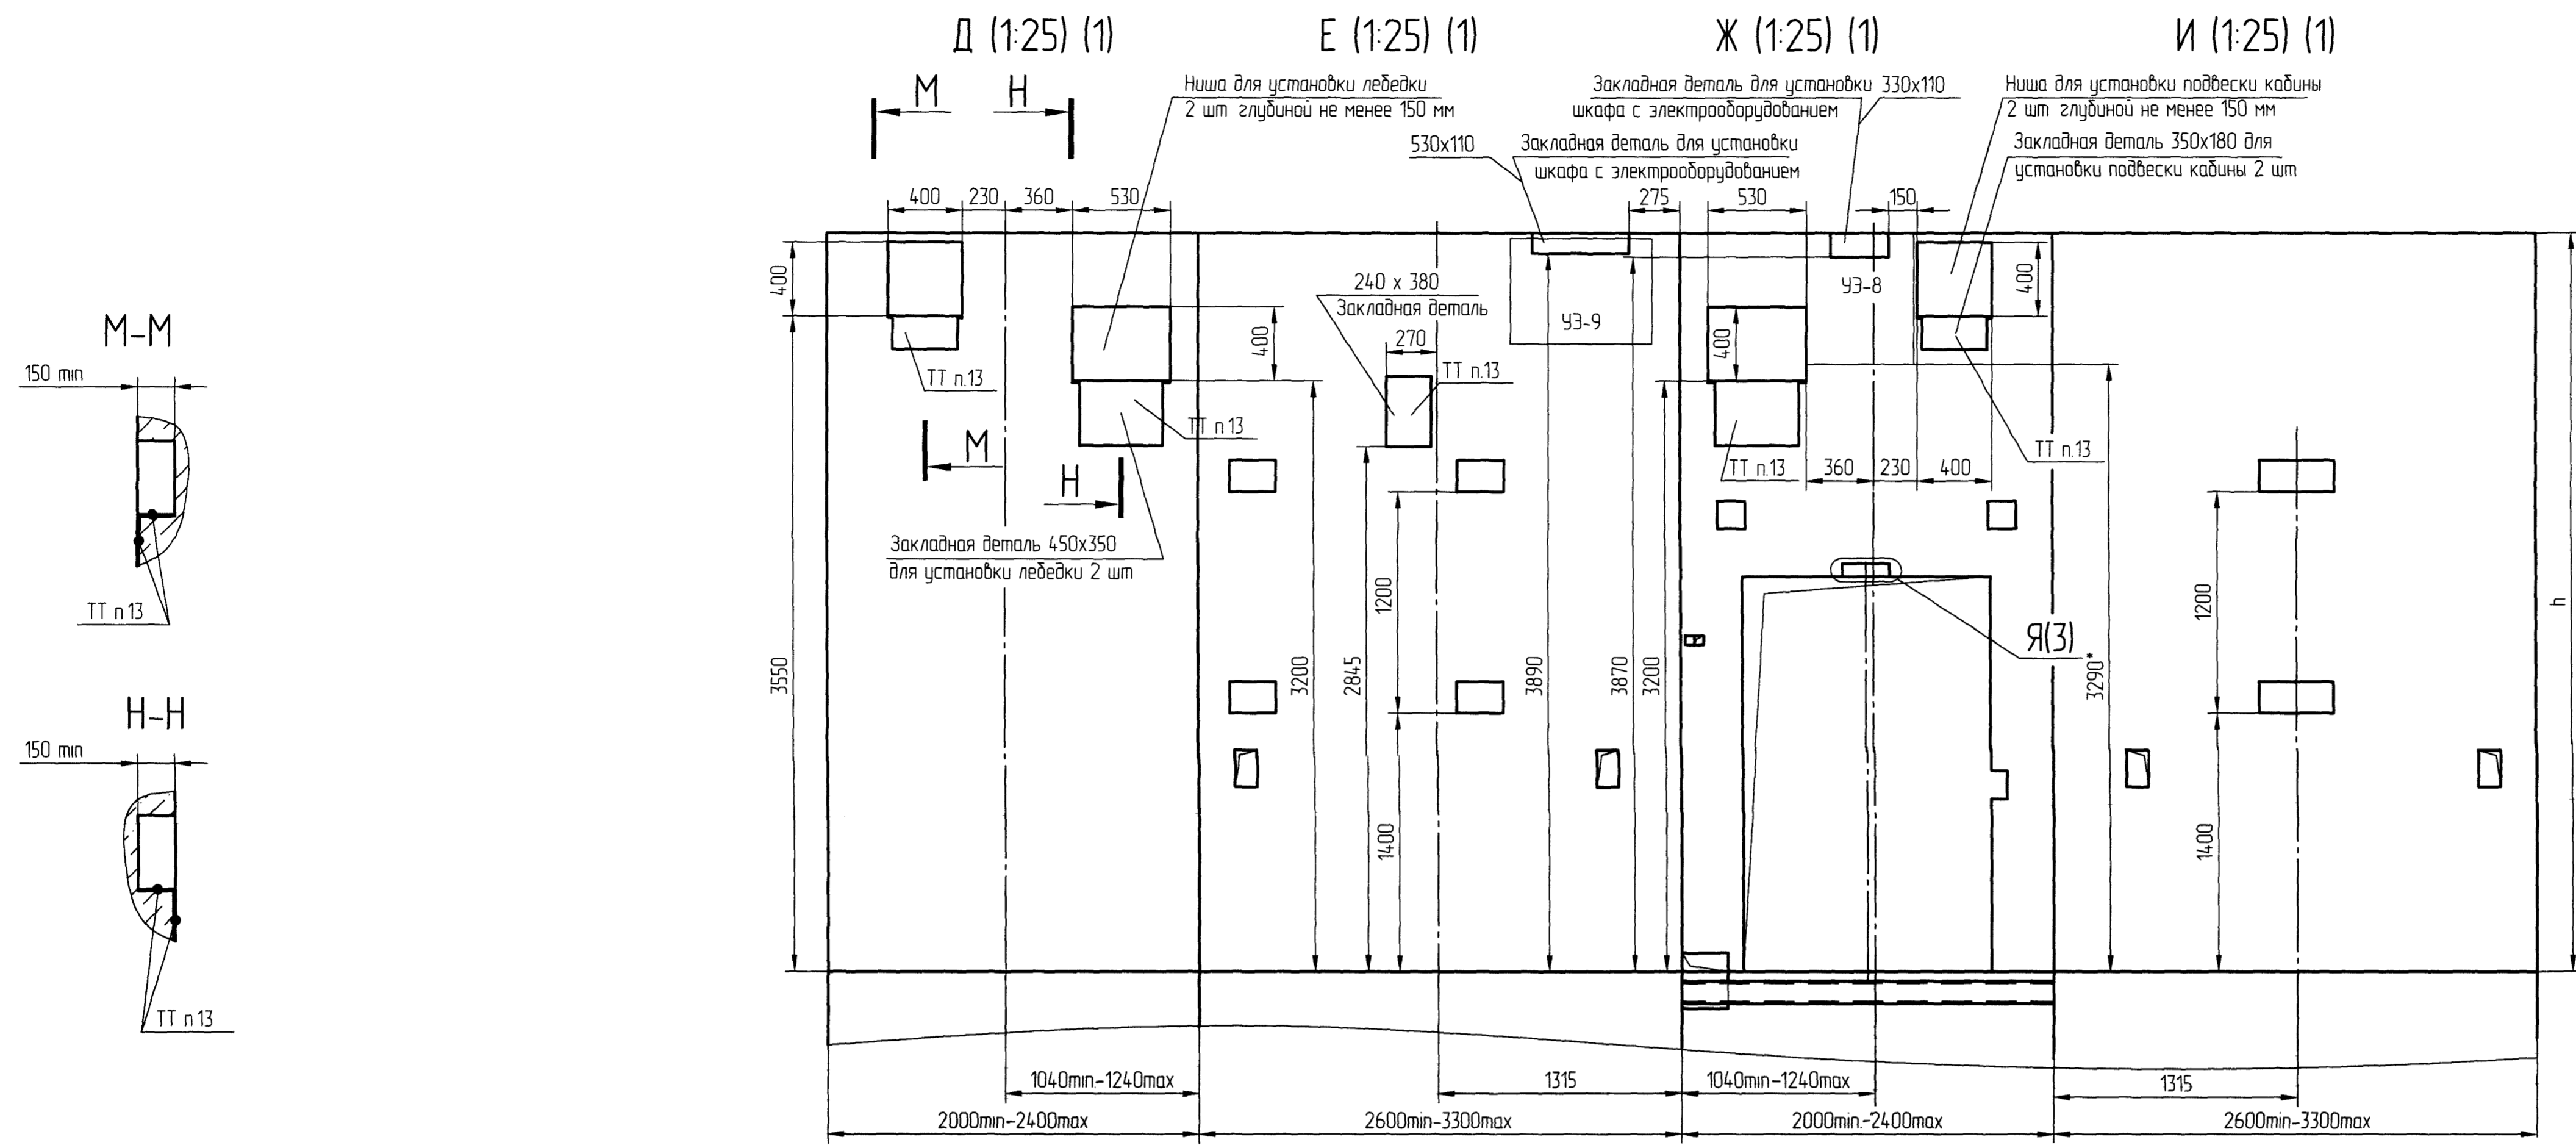 Д (1:25) (1)
Е (1:25) (1)
Ж (1:25) (1)
И (1:25) (1)
М
Н
Ниша для установки лебедки
2 шт глубиной не менее 150 мм
Закладная деталь для установки
шкафа с электрооборудованием
330х110
Ниша для установки подвески кабины
2 шт глубиной не менее 150 мм
530х110
Закладная деталь для установки
шкафа с электрооборудованием
Закладная деталь 350х180 для
установки подвески кабины 2 шт
400
230
360
530
275
530
150
400
УЭ-8
400
240 х 380
Закладная деталь
УЭ-9
400
400
270
ТТ п.13
ТТ п.13
ТТ п 13
М
Н
ТТ п.13
360
230
400
ТТ п.13
Закладная деталь 450х350
для установки лебедки 2 шт
М-М
150 min
ТТ п 13
Н-Н
150 min
ТТ п 13
1200
1200
Я(3)
h
3550
3200
2845
3890
3870
3200
3290*
1400
1400
1040min.-1240max
1315
1040min-1240max
1315
2000min-2400max
2600min-3300max
2000min.-2400max
2600min-3300max